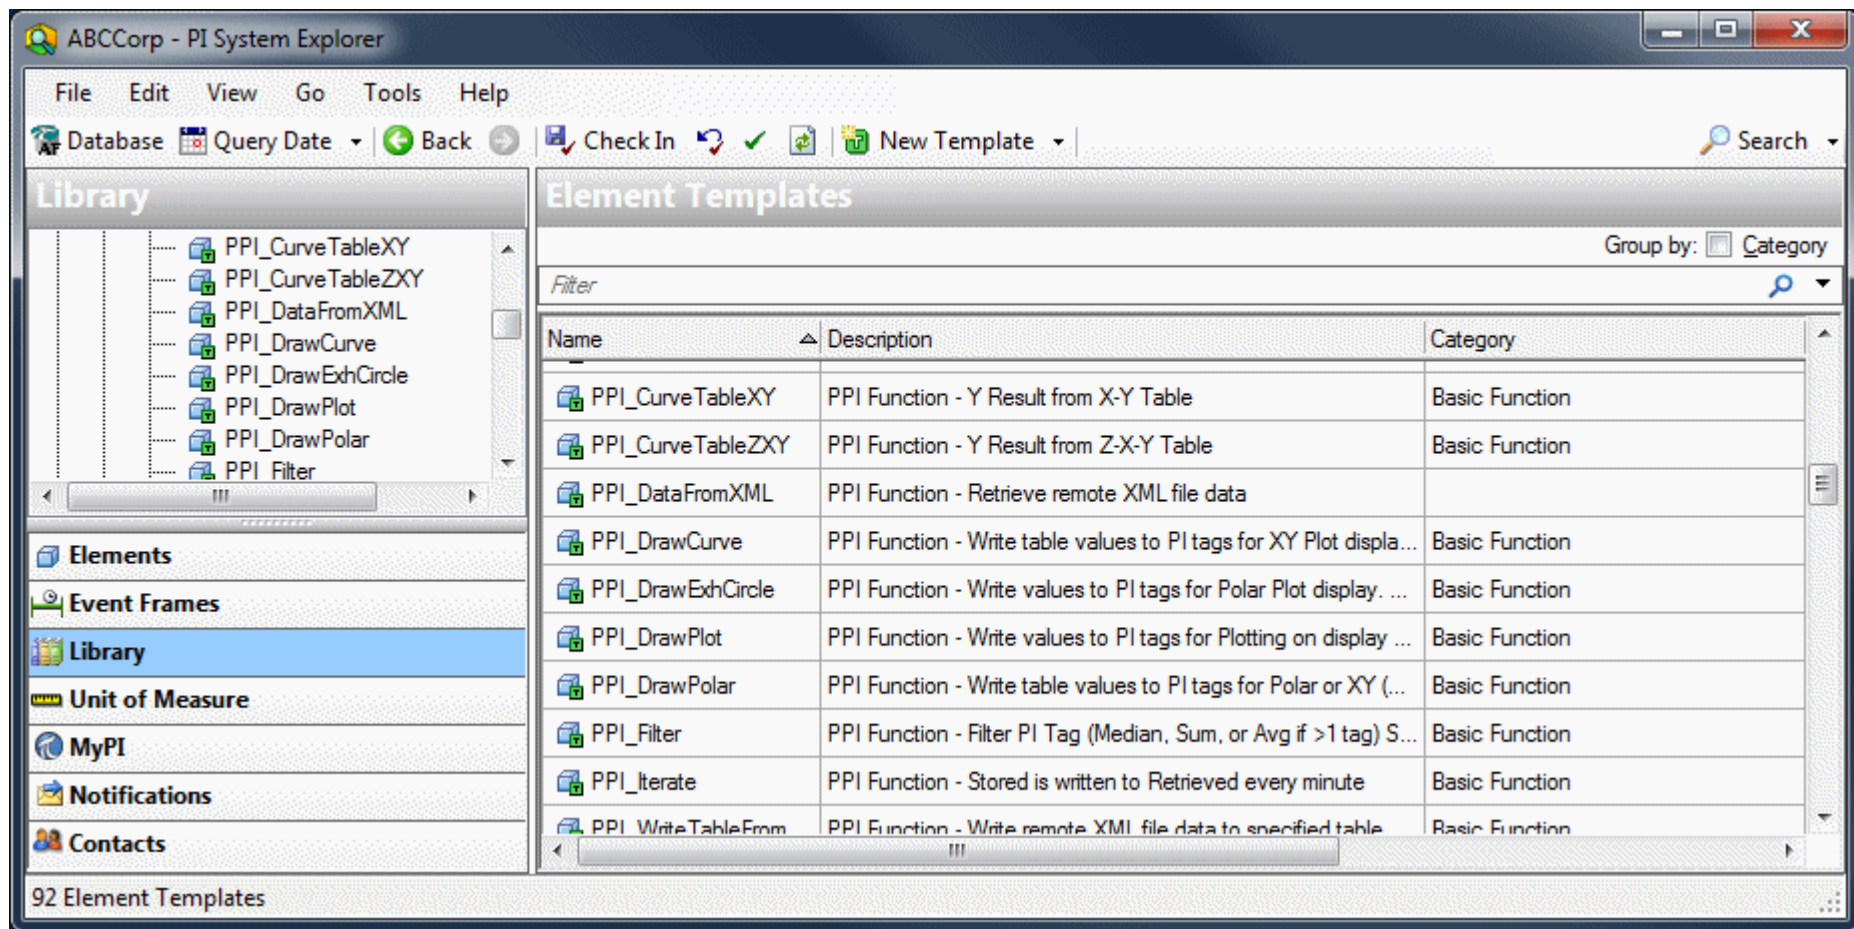 ABCCorp - PI System Explorer
File Edit View Go Tools Help
Database Query Date Back Check In New Template Search
Library
PPI_CurveTableXY
PPI_CurveTableZXY
PPI_DataFromXML
PPI_DrawCurve
PPI_DrawExhCircle
PPI_DrawPlot
PPI_DrawPolar
PPI_Filter
Elements
Event Frames
Library
Unit of Measure
MyPI
Notifications
Contacts
Element Templates
Group by: Category
Filter
Name Description Category
PPI_CurveTableXY PPI Function - Y Result from X-Y Table Basic Function
PPI_CurveTableZXY PPI Function - Y Result from Z-X-Y Table Basic Function
PPI_DataFromXML PPI Function - Retrieve remote XML file data
PPI_DrawCurve PPI Function - Write table values to PI tags for XY Plot displa... Basic Function
PPI_DrawExhCircle PPI Function - Write values to PI tags for Polar Plot display. ... Basic Function
PPI_DrawPlot PPI Function - Write values to PI tags for Plotting on display ... Basic Function
PPI_DrawPolar PPI Function - Write table values to PI tags for Polar or XY (... Basic Function
PPI_Filter PPI Function - Filter PI Tag (Median, Sum, or Avg if >1 tag) S... Basic Function
PPI_Iterate PPI Function - Stored is written to Retrieved every minute Basic Function
PPI_WriteTableFrom PPI Function - Write remote XML file data to specified table Basic Function
92 Element Templates